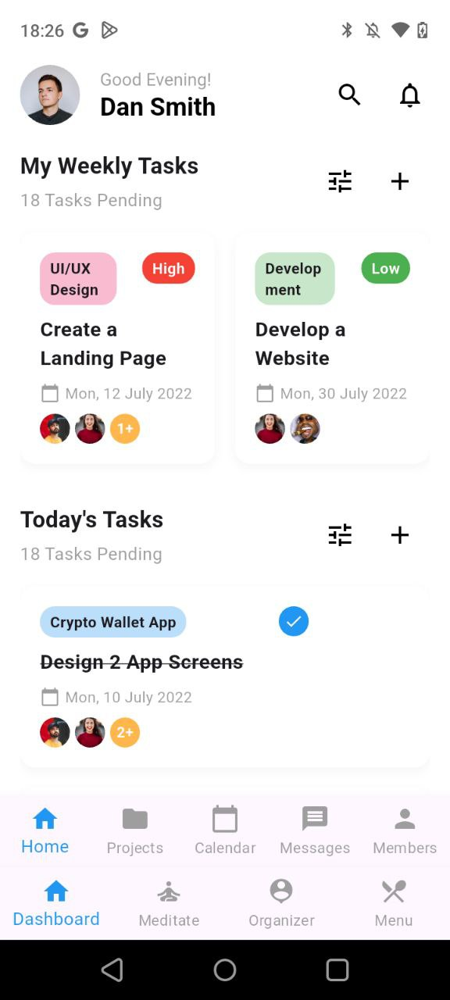 18:26
Good Evening!
Dan Smith
My Weekly Tasks
18 Tasks Pending
UI/UX
Design
High
Create a
Landing Page
Mon, 12 July 2022
1+
Develop
ment
Low
Develop a
Website
Mon, 30 July 2022
Today's Tasks
18 Tasks Pending
Crypto Wallet App
Design 2 App Screens
Mon, 10 July 2022
2+
Home
Projects
Calendar
Messages
Members
Dashboard
Meditate
Organizer
Menu